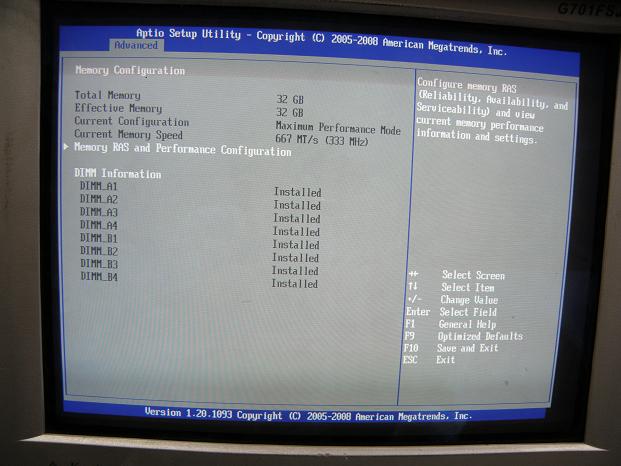 G701FS
Aptio Setup Utility - Copyright (C) 2005-2008 American Megatrends, Inc.
Advanced
Memory Configuration
Total Memory 32 GB
Effective Memory 32 GB
Current Configuration Maximum Performance Mode
Current Memory Speed 667 MT/s (333 MHz)
Memory RAS and Performance Configuration
DIMM Information
DIMM_A1 Installed
DIMM_A2 Installed
DIMM_A3 Installed
DIMM_A4 Installed
DIMM_B1 Installed
DIMM_B2 Installed
DIMM_B3 Installed
DIMM_B4 Installed
Configure memory RAS
(Reliability, Availability, and
Serviceability) and view
current memory performance
information and settings.
→← Select Screen
↑↓ Select Item
+/- Change Value
Enter Select Field
F1 General Help
F9 Optimized Defaults
F10 Save and Exit
ESC Exit
Version 1.20.1093 Copyright (C) 2005-2008 American Megatrends, Inc.